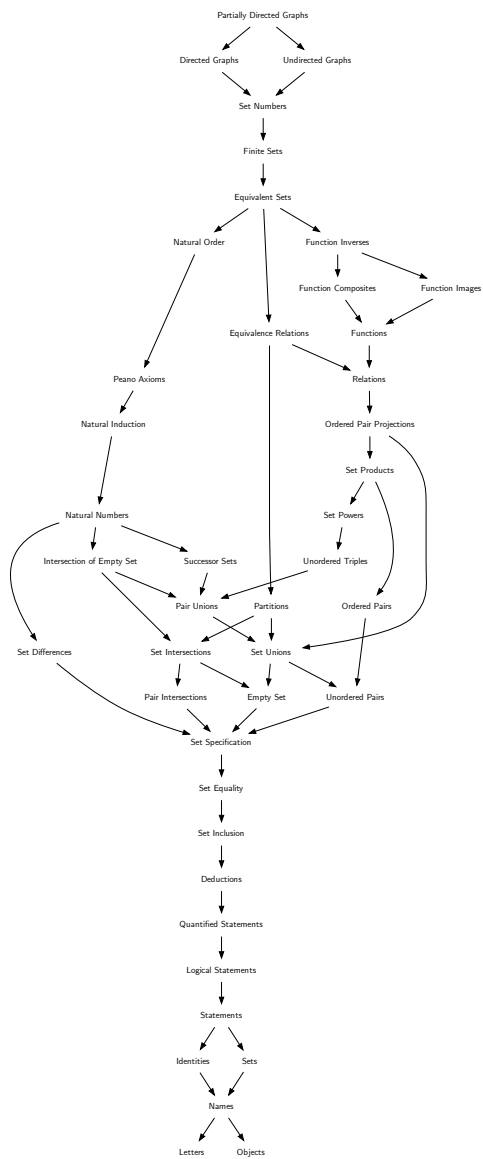 Partially Directed Graphs
Directed Graphs
Undirected Graphs
Set Numbers
Finite Sets
Equivalent Sets
Natural Order
Function Inverses
Function Composites
Function Images
Equivalence Relations
Functions
Peano Axioms
Relations
Natural Induction
Ordered Pair Projections
Set Products
Natural Numbers
Set Powers
Intersection of Empty Set
Successor Sets
Unordered Triples
Pair Unions
Partitions
Ordered Pairs
Set Differences
Set Intersections
Set Unions
Pair Intersections
Empty Set
Unordered Pairs
Set Specification
Set Equality
Set Inclusion
Deductions
Quantified Statements
Logical Statements
Statements
Identities
Sets
Names
Letters
Objects